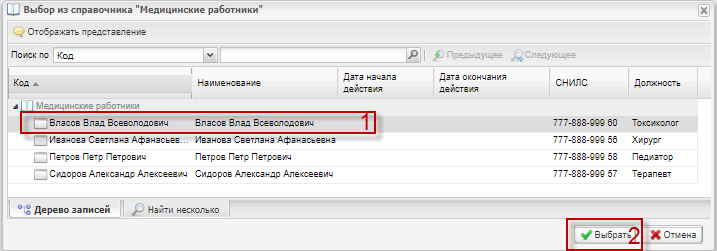 Выбор из справочника "Медицинские работники"
Отображать представление
Поиск по Код Предыдущее Следующее
Код Наименование Дата начала действия Дата окончания действия СНИЛС Должность
Медицинские работники
Власов Влад Всеволодович Власов Влад Всеволодович 777-888-999 60 Токсиколог
1
Иванова Светлана Афанасьев... Иванова Светлана Афанасьевна 777-888-999 56 Хирург
Петров Петр Петрович Петров Петр Петрович 777-888-999 58 Педиатор
Сидоров Александр Алексеевич Сидоров Александр Алексеевич 777-888-999 57 Терапевт
Дерево записей Найти несколько
Выбрать 2 Отмена